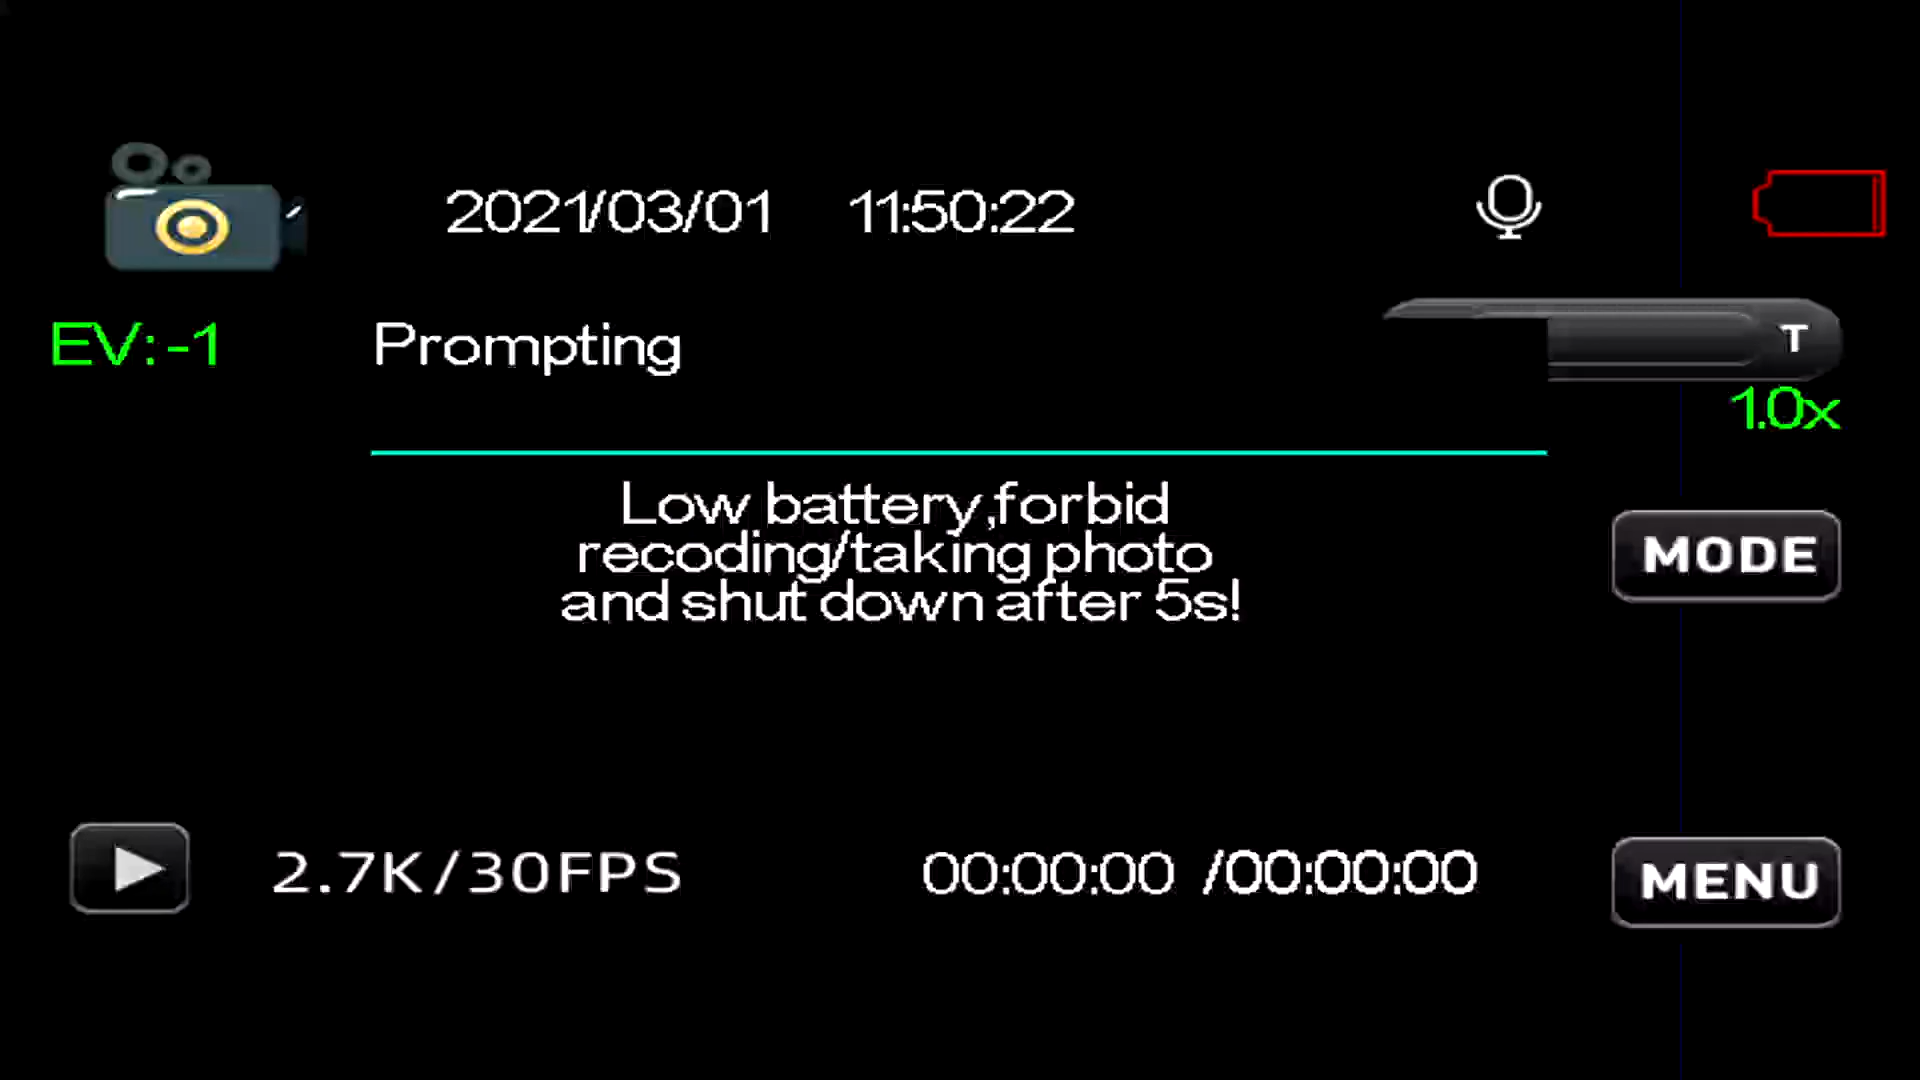 2021/03/01 11:50:22
EV:-1 Prompting T
1.0x
Low battery,forbid
recoding/taking photo
and shut down after 5s!
MODE
2.7K/30FPS 00:00:00 /00:00:00
MENU